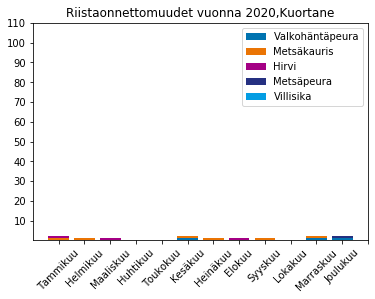 Riistaonnettomuudet vuonna 2020,Kuortane
110
100
90
80
70
60
50
40
30
20
10
Valkohäntäpeura
Metsäkauris
Hirvi
Metsäpeura
Villisika
Tammikuu
Helmikuu
Maaliskuu
Huhtikuu
Toukokuu
Kesäkuu
Heinäkuu
Elokuu
Syyskuu
Lokakuu
Marraskuu
Joulukuu